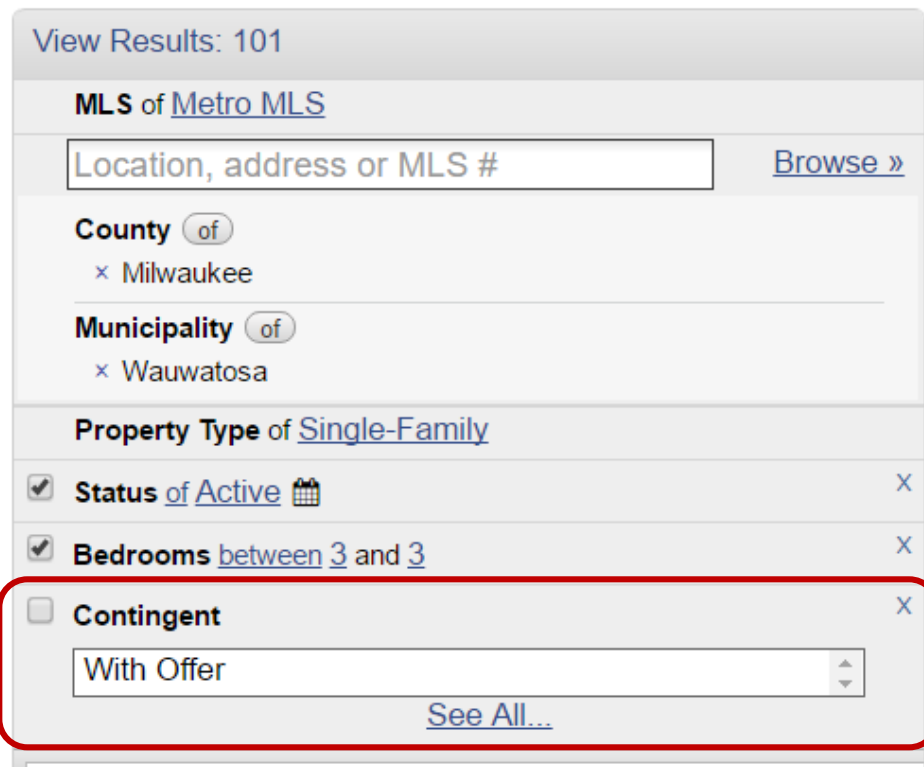 View Results: 101
MLS of Metro MLS
Location, address or MLS #
Browse »
County of
x Milwaukee
Municipality of
x Wauwatosa
Property Type of Single-Family
Status of Active x
Bedrooms between 3 and 3 x
Contingent x
With Offer
See All...